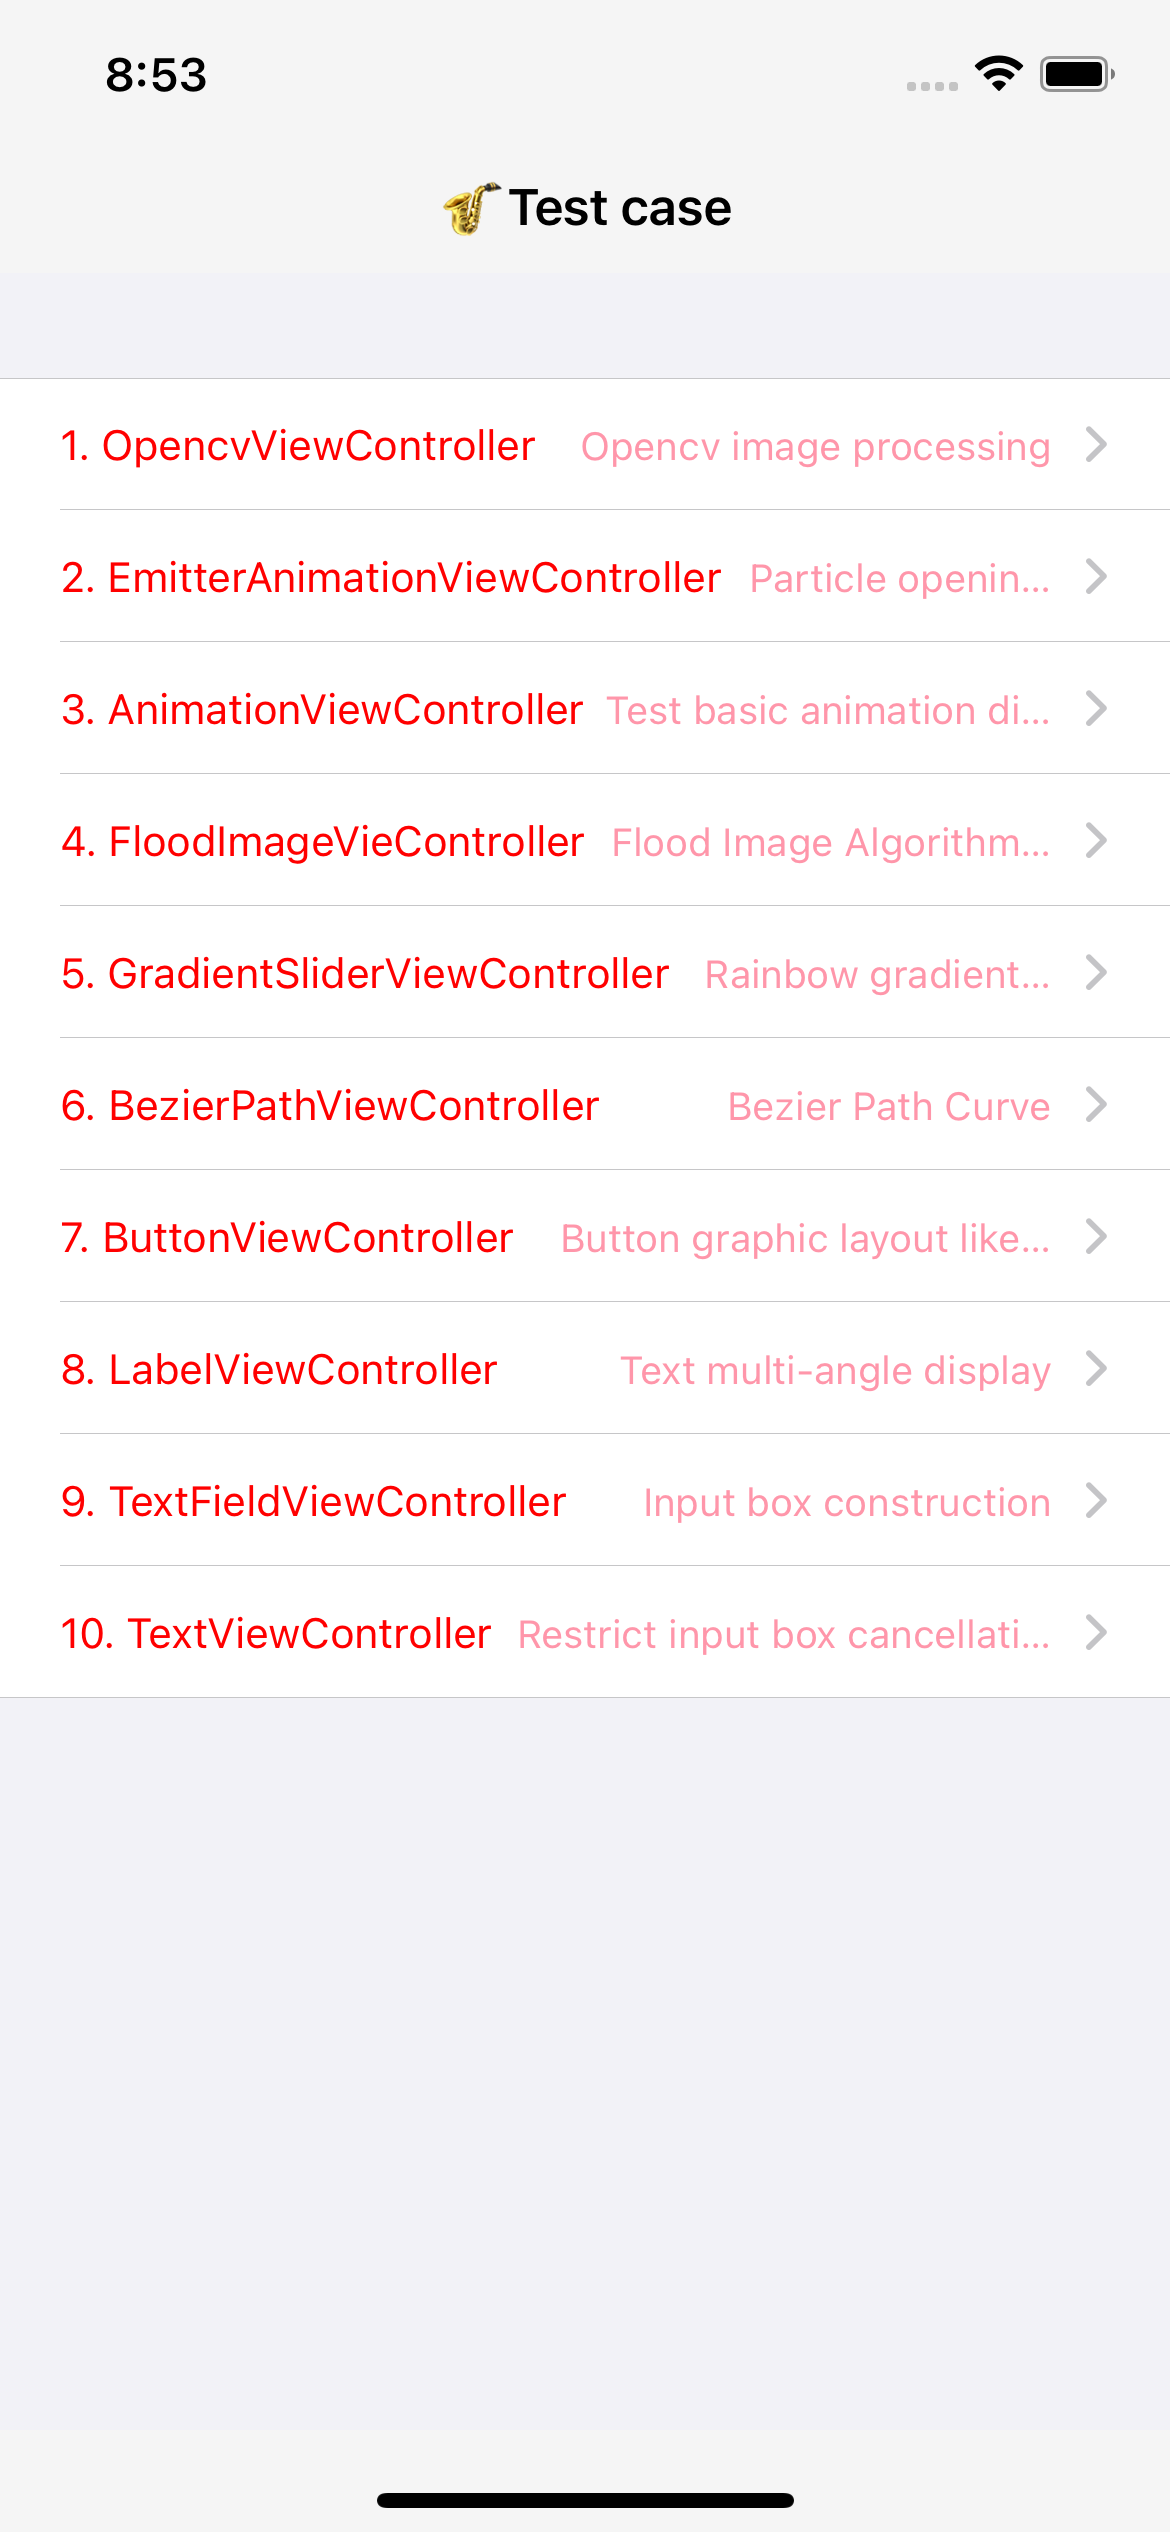 8:53
🎷Test case
1. OpencvViewController Opencv image processing
2. EmitterAnimationViewController Particle openin...
3. AnimationViewController Test basic animation di...
4. FloodImageVieController Flood Image Algorithm...
5. GradientSliderViewController Rainbow gradient...
6. BezierPathViewController Bezier Path Curve
7. ButtonViewController Button graphic layout like...
8. LabelViewController Text multi-angle display
9. TextFieldViewController Input box construction
10. TextViewController Restrict input box cancellati...